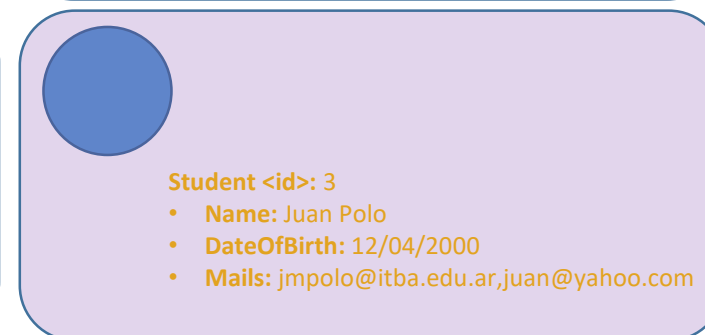 Student <id>: 3
• Name: Juan Polo
• DateOfBirth: 12/04/2000
• Mails: jmpolo@itba.edu.ar,juan@yahoo.com